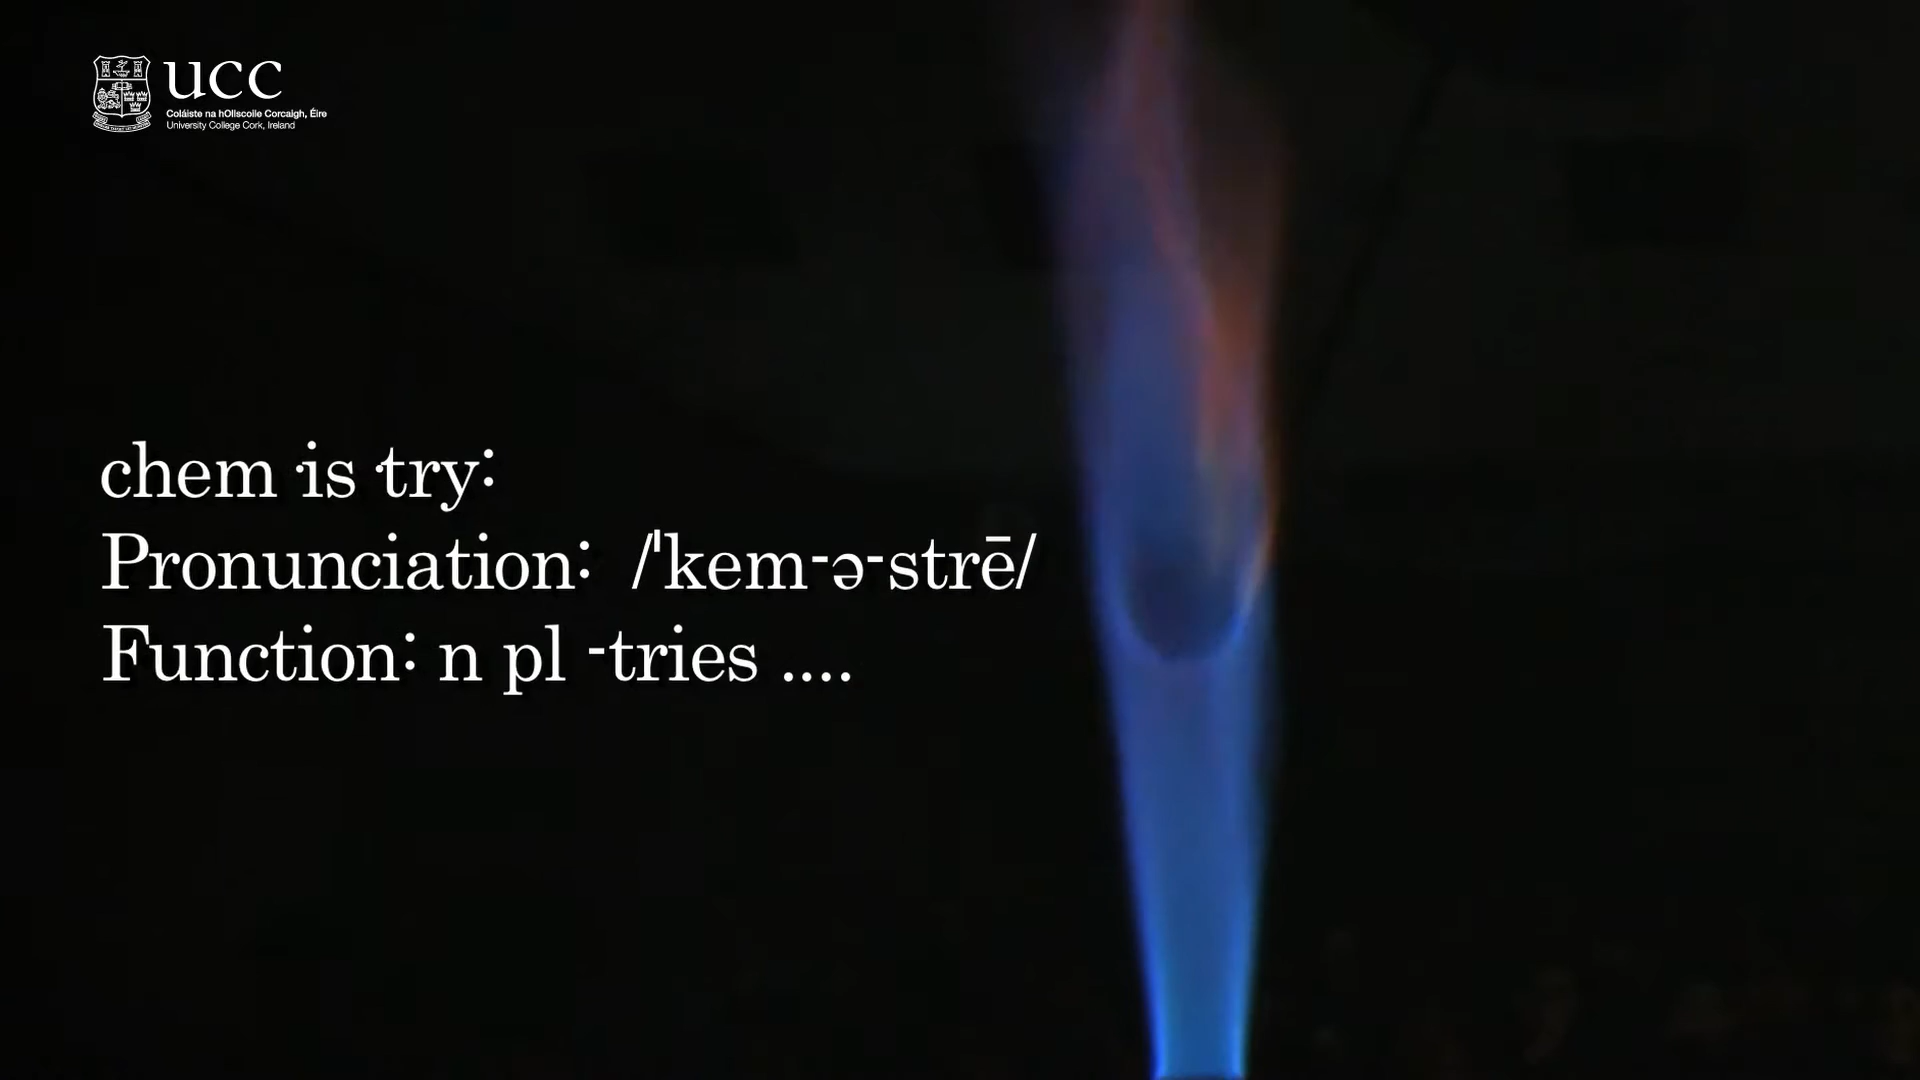 ucc
Coláiste na hOllscoile Corcaigh, Éire
University College Cork, Ireland
chem ·is ·try:
Pronunciation: /ˈkem-ə-strē/
Function: n pl -tries ....